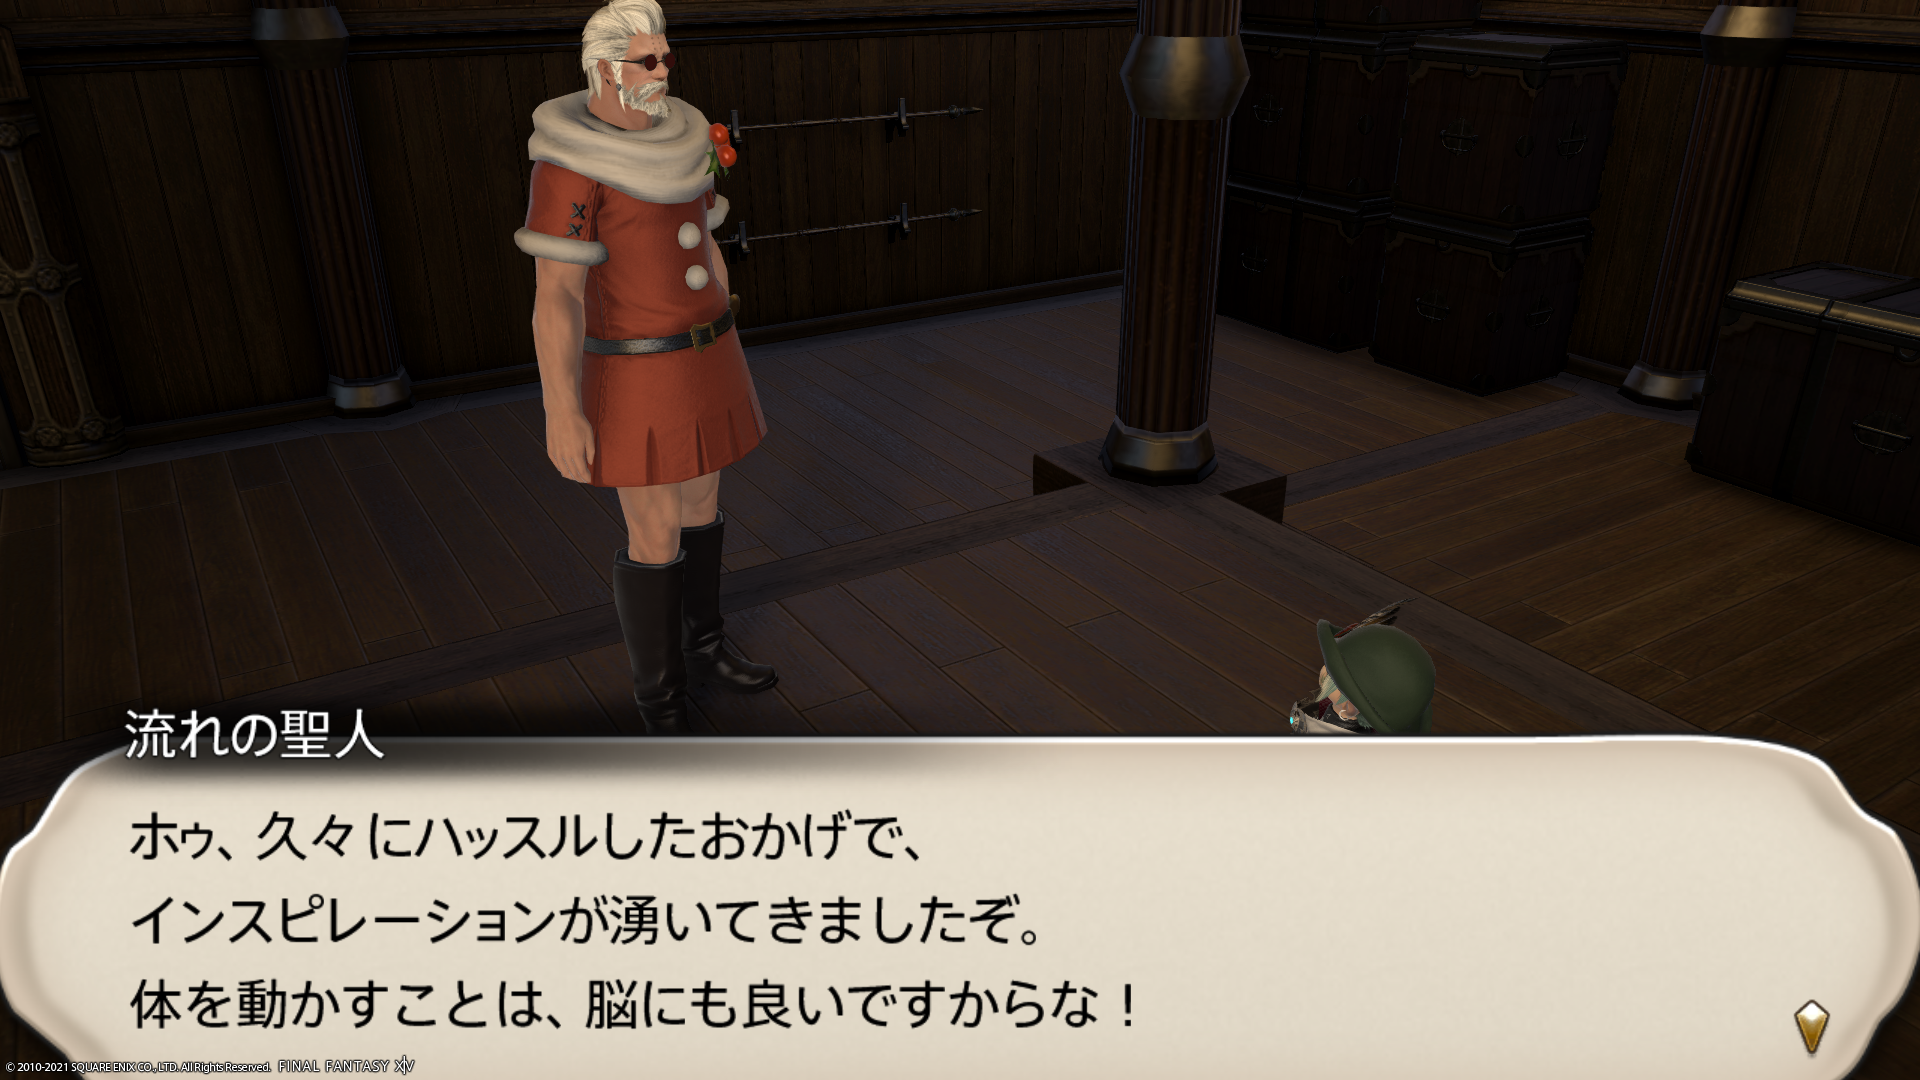 流れの聖人
ホゥ、久々にハッスルしたおかげで、
インスピレーションが湧いてきましたぞ。
体を動かすことは、脳にも良いですからな！
© 2010-2021 SQUARE ENIX CO., LTD. All Rights Reserved. FINAL FANTASY XIV